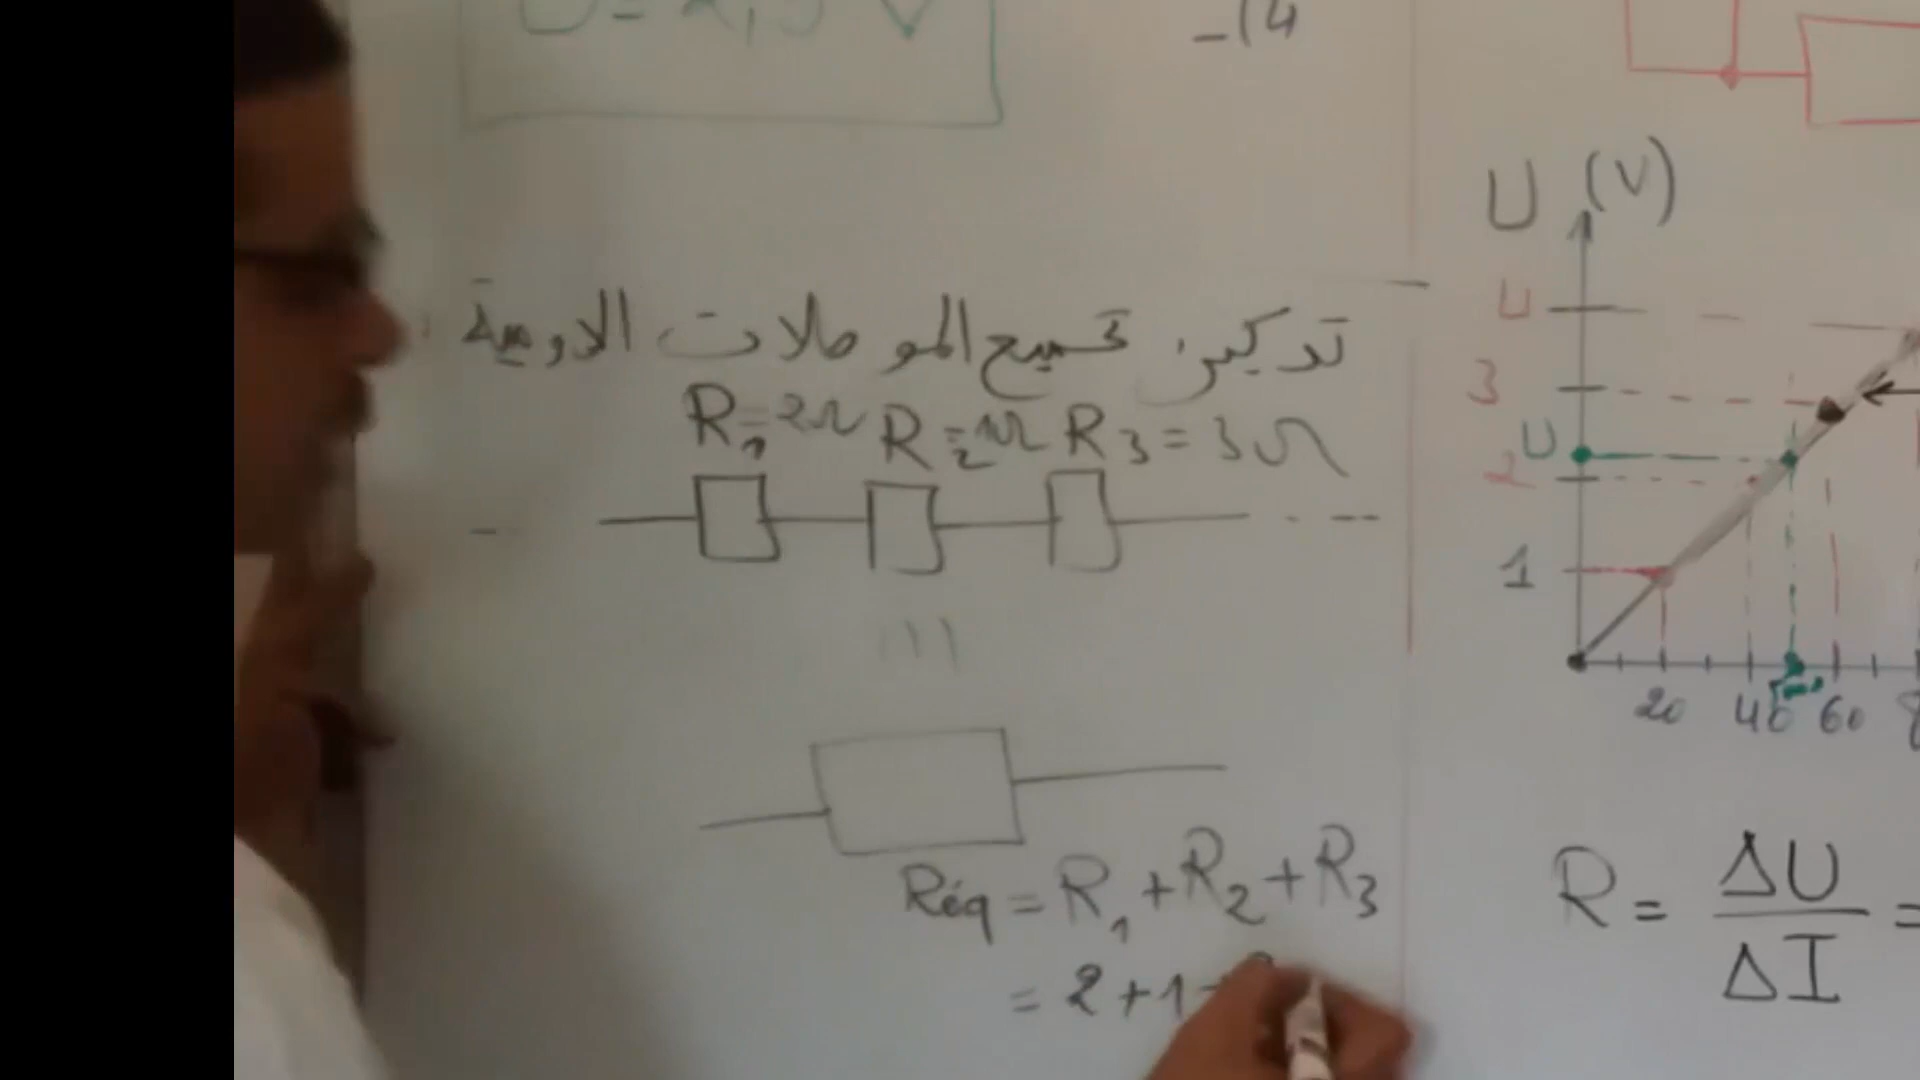 -(4
تركيب تجميع الموصلات الاومية :
R1=2Ω R2=1Ω R3=3Ω
Réq = R1+R2+R3
= 2+1+
U (V)
U
3
U
2
1
20 40 60
R = ΔU/ΔI =